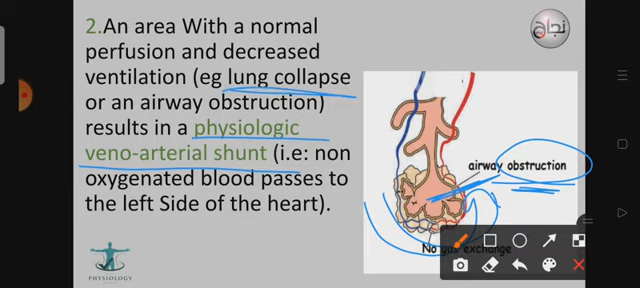 2.An area With a normal
perfusion and decreased
ventilation (eg lung collapse
or an airway obstruction)
results in a physiologic
veno-arterial shunt (i.e: non
oxygenated blood passes to
the left Side of the heart).
نجاح
airway obstruction
No gas exchange
PHYSIOLOGY